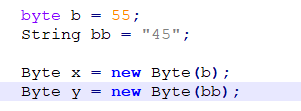 byte b = 55;
String bb = "45";
Byte x = new Byte(b);
Byte y = new Byte(bb);